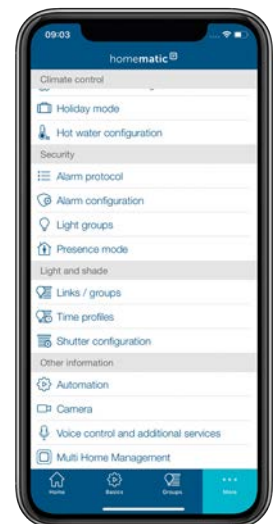 09:03
homematic IP
Climate control
Holiday mode
Hot water configuration
Security
Alarm protocol
Alarm configuration
Light groups
Presence mode
Light and shade
Links / groups
Time profiles
Shutter configuration
Other information
Automation
Camera
Voice control and additional services
Multi Home Management
Home
Basics
Groups
More